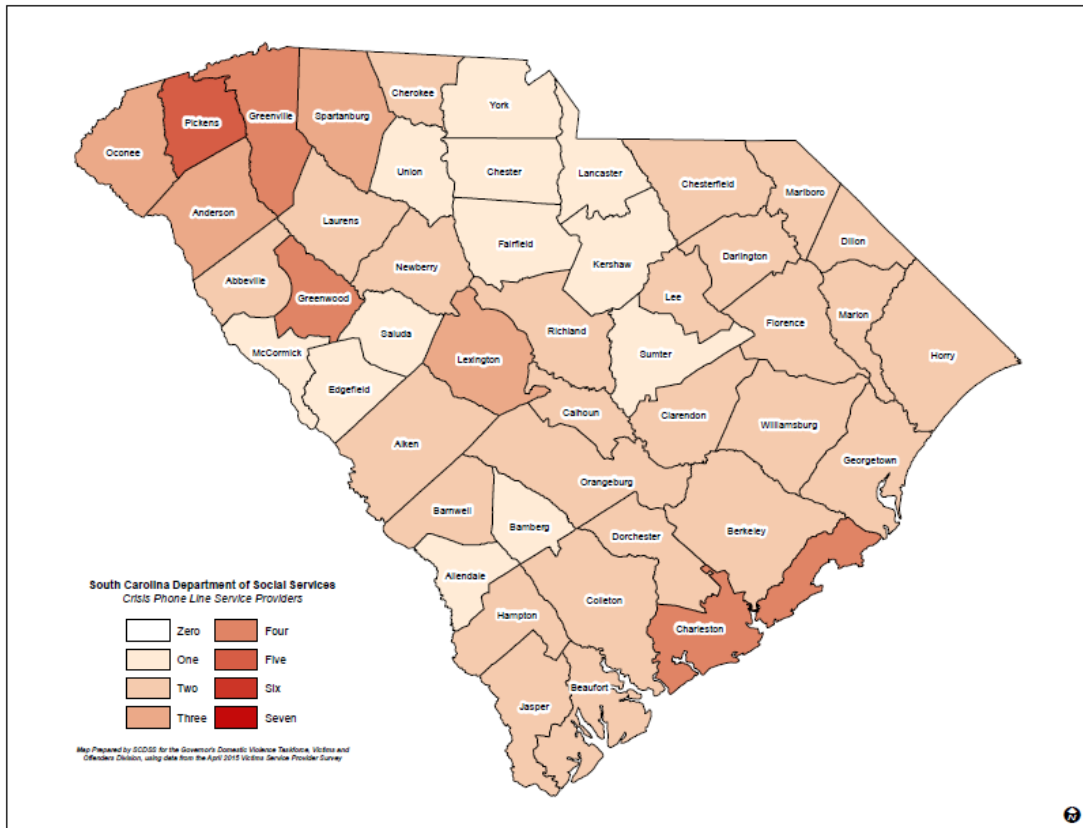 Cherokee
York
Pickens
Greenville
Spartanburg
Oconee
Union
Chester
Lancaster
Chesterfield
Marlboro
Anderson
Laurens
Fairfield
Dillon
Darlington
Newberry
Kershaw
Abbeville
Greenwood
Lee
Marion
Florence
Saluda
Richland
McCormick
Lexington
Sumter
Horry
Edgefield
Calhoun
Clarendon
Williamsburg
Aiken
Georgetown
Orangeburg
Barnwell
Bamberg
Dorchester
Berkeley
Allendale
Colleton
Hampton
Charleston
Beaufort
Jasper
South Carolina Department of Social Services
Crisis Phone Line Service Providers
Zero Four
One Five
Two Six
Three Seven
Map Prepared by SCDSS for the Governor's Domestic Violence Taskforce, Victims and
Offenders Division, using data from the April 2015 Victims Service Provider Survey
N